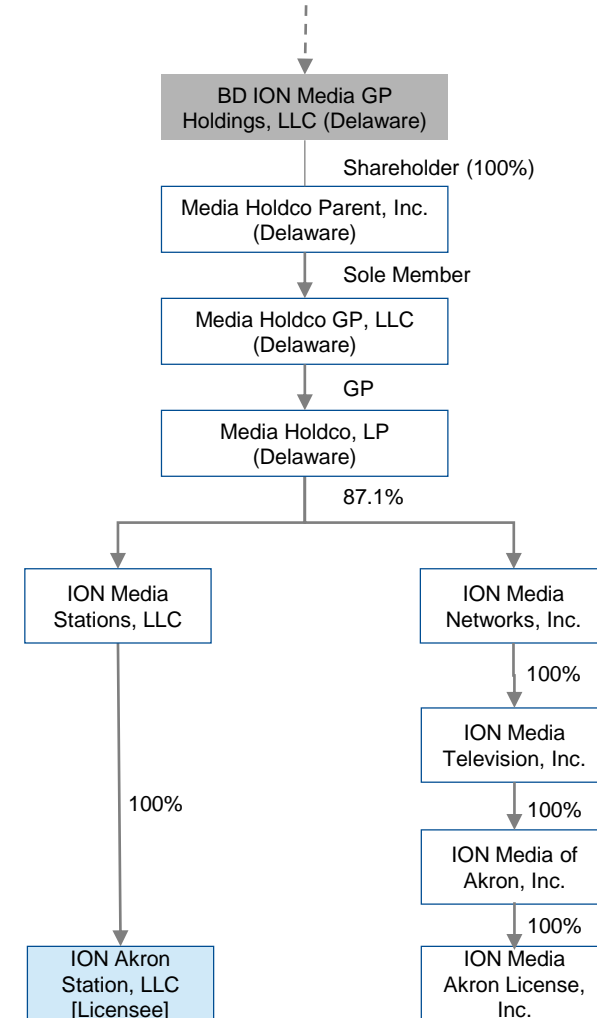 BD ION Media GP
Holdings, LLC (Delaware)
Shareholder (100%)
Media Holdco Parent, Inc.
(Delaware)
Sole Member
Media Holdco GP, LLC
(Delaware)
GP
Media Holdco, LP
(Delaware)
87.1%
ION Media
Stations, LLC
ION Media
Networks, Inc.
100%
ION Media
Television, Inc.
100%
100%
ION Media of
Akron, Inc.
100%
ION Akron
Station, LLC
[Licensee]
ION Media
Akron License,
Inc.